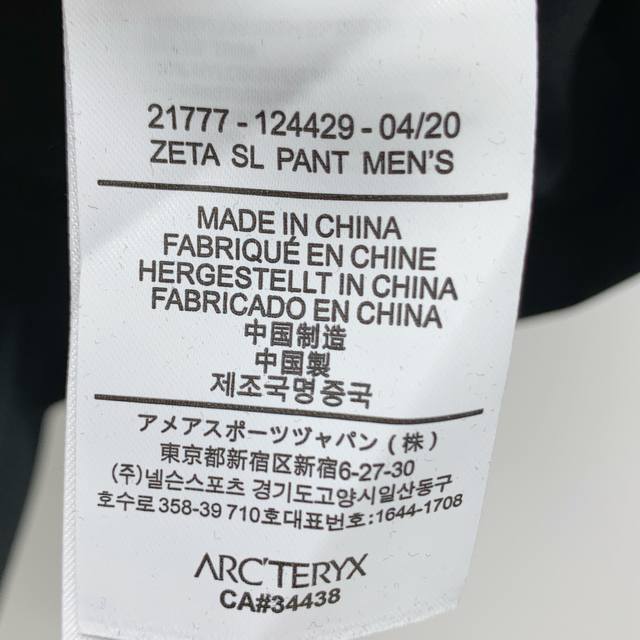 21777 - 124429 - 04/20
ZETA SL PANT MEN'S
MADE IN CHINA
FABRIQUÉ EN CHINE
HERGESTELLT IN CHINA
FABRICADO EN CHINA
中国制造
中国製
제조국명 중국
アメアスポーツヅャパン (株)
東京都新宿区新宿6-27-30
(주)넬슨스포츠 경기도고양시일산동구
호수로 358-39 710호대표번호:1644-1708
ARC'TERYX
CA#34438